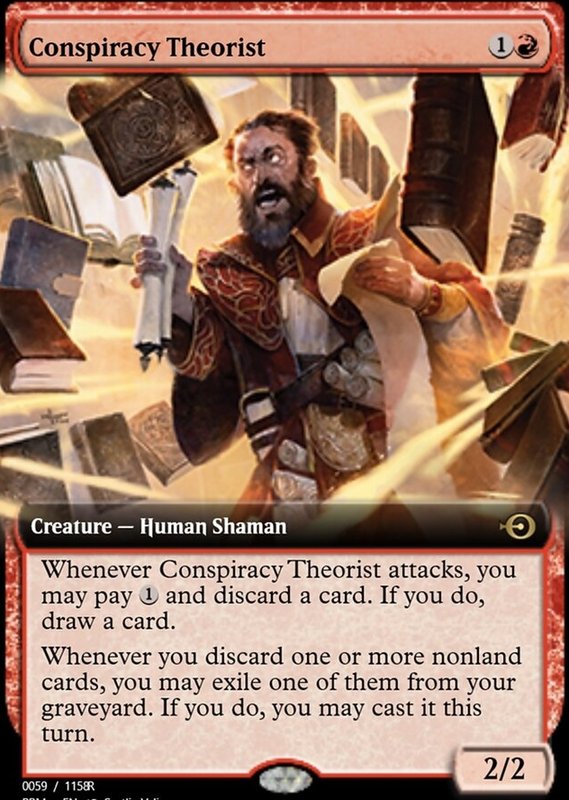 Conspiracy Theorist 1
Creature — Human Shaman
Whenever Conspiracy Theorist attacks, you
may pay 1 and discard a card. If you do,
draw a card.
Whenever you discard one or more nonland
cards, you may exile one of them from your
graveyard. If you do, you may cast it this
turn.
2/2
0059 / 1158R